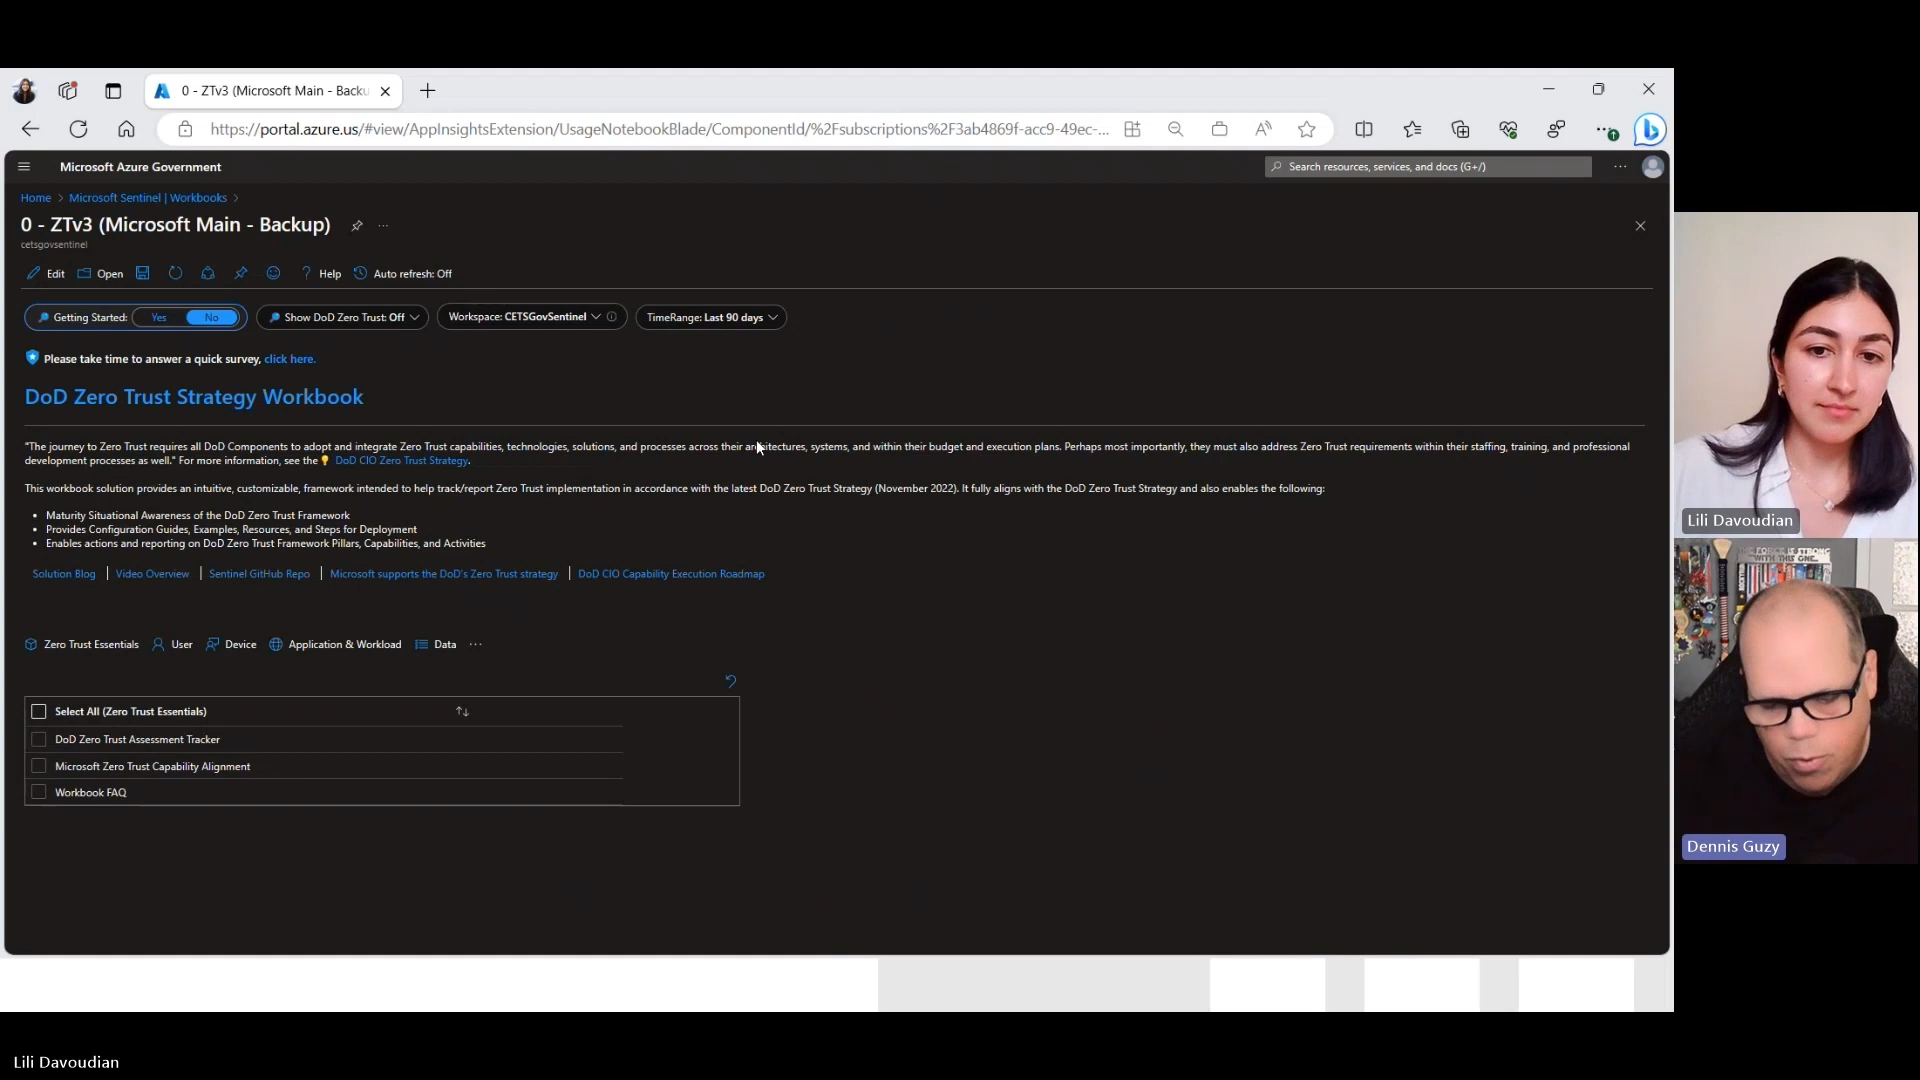 0 - ZTv3 (Microsoft Main - Backu
https://portal.azure.us/#view/AppInsightsExtension/UsageNotebookBlade/ComponentId/%2Fsubscriptions%2F3ab4869f-acc9-49ec-...
Microsoft Azure Government
Search resources, services, and docs (G+/)
Home > Microsoft Sentinel | Workbooks >
0 - ZTv3 (Microsoft Main - Backup)
cetsgovsentinel
Edit Open Help Auto refresh: Off
Getting Started: Yes No Show DoD Zero Trust: Off Workspace: CETSGovSentinel TimeRange: Last 90 days
Please take time to answer a quick survey, click here.
DoD Zero Trust Strategy Workbook
"The journey to Zero Trust requires all DoD Components to adopt and integrate Zero Trust capabilities, technologies, solutions, and processes across their architectures, systems, and within their budget and execution plans. Perhaps most importantly, they must also address Zero Trust requirements within their staffing, training, and professional
development processes as well." For more information, see the DoD CIO Zero Trust Strategy.
This workbook solution provides an intuitive, customizable, framework intended to help track/report Zero Trust implementation in accordance with the latest DoD Zero Trust Strategy (November 2022). It fully aligns with the DoD Zero Trust Strategy and also enables the following:
• Maturity Situational Awareness of the DoD Zero Trust Framework
• Provides Configuration Guides, Examples, Resources, and Steps for Deployment
• Enables actions and reporting on DoD Zero Trust Framework Pillars, Capabilities, and Activities
Solution Blog | Video Overview | Sentinel GitHub Repo | Microsoft supports the DoD's Zero Trust strategy | DoD CIO Capability Execution Roadmap
Zero Trust Essentials User Device Application & Workload Data ...
Select All (Zero Trust Essentials)
DoD Zero Trust Assessment Tracker
Microsoft Zero Trust Capability Alignment
Workbook FAQ
Lili Davoudian
THE FORCE IS STRONG
WITH THIS ONE...
Dennis Guzy
Lili Davoudian